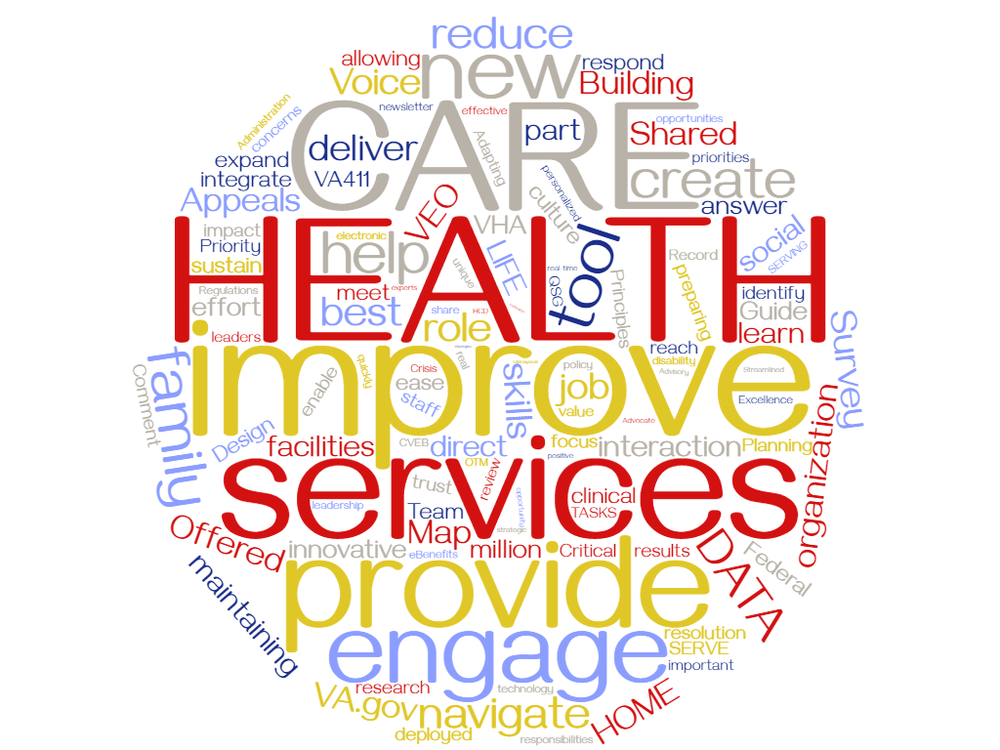 reduce
allowing
new
respond
Voice
Building
newsletter
effective
opportunities
Administration
concerns
CARE
deliver
part
Shared
Adapting
expand
priorities
integrate
VA411
personalized
create
Appeals
culture
answer
VEO
VHA
impact
electronic
HEALTH
tool
social
SERVING
Priority
help
LIFE
Record
sustain
unique
real time
preparing
Regulations
meet
experts
QSG
Principles
identify
effort
best
share
HCD
Guide
leaders
role
learn
Survey
improve
reach
family
quickly
real
disability
Comment
enable
Crisis
policy
Advisory
Streamlined
ease
skills
job
staff
value
Excellence
organization
Advocate
Design
CVEB
facilities
direct
focus
interaction
Planning
OTM
positive
services
review
trust
clinical
leadership
Team
opportunity
TASKS
Offered
Map
strategic
innovative
eBenefits
million
Critical
results
DATA
Federal
maintaining
provide
engage
resolution
SERVE
important
research
technology
VA.gov
navigate
HOME
deployed
responsibilities